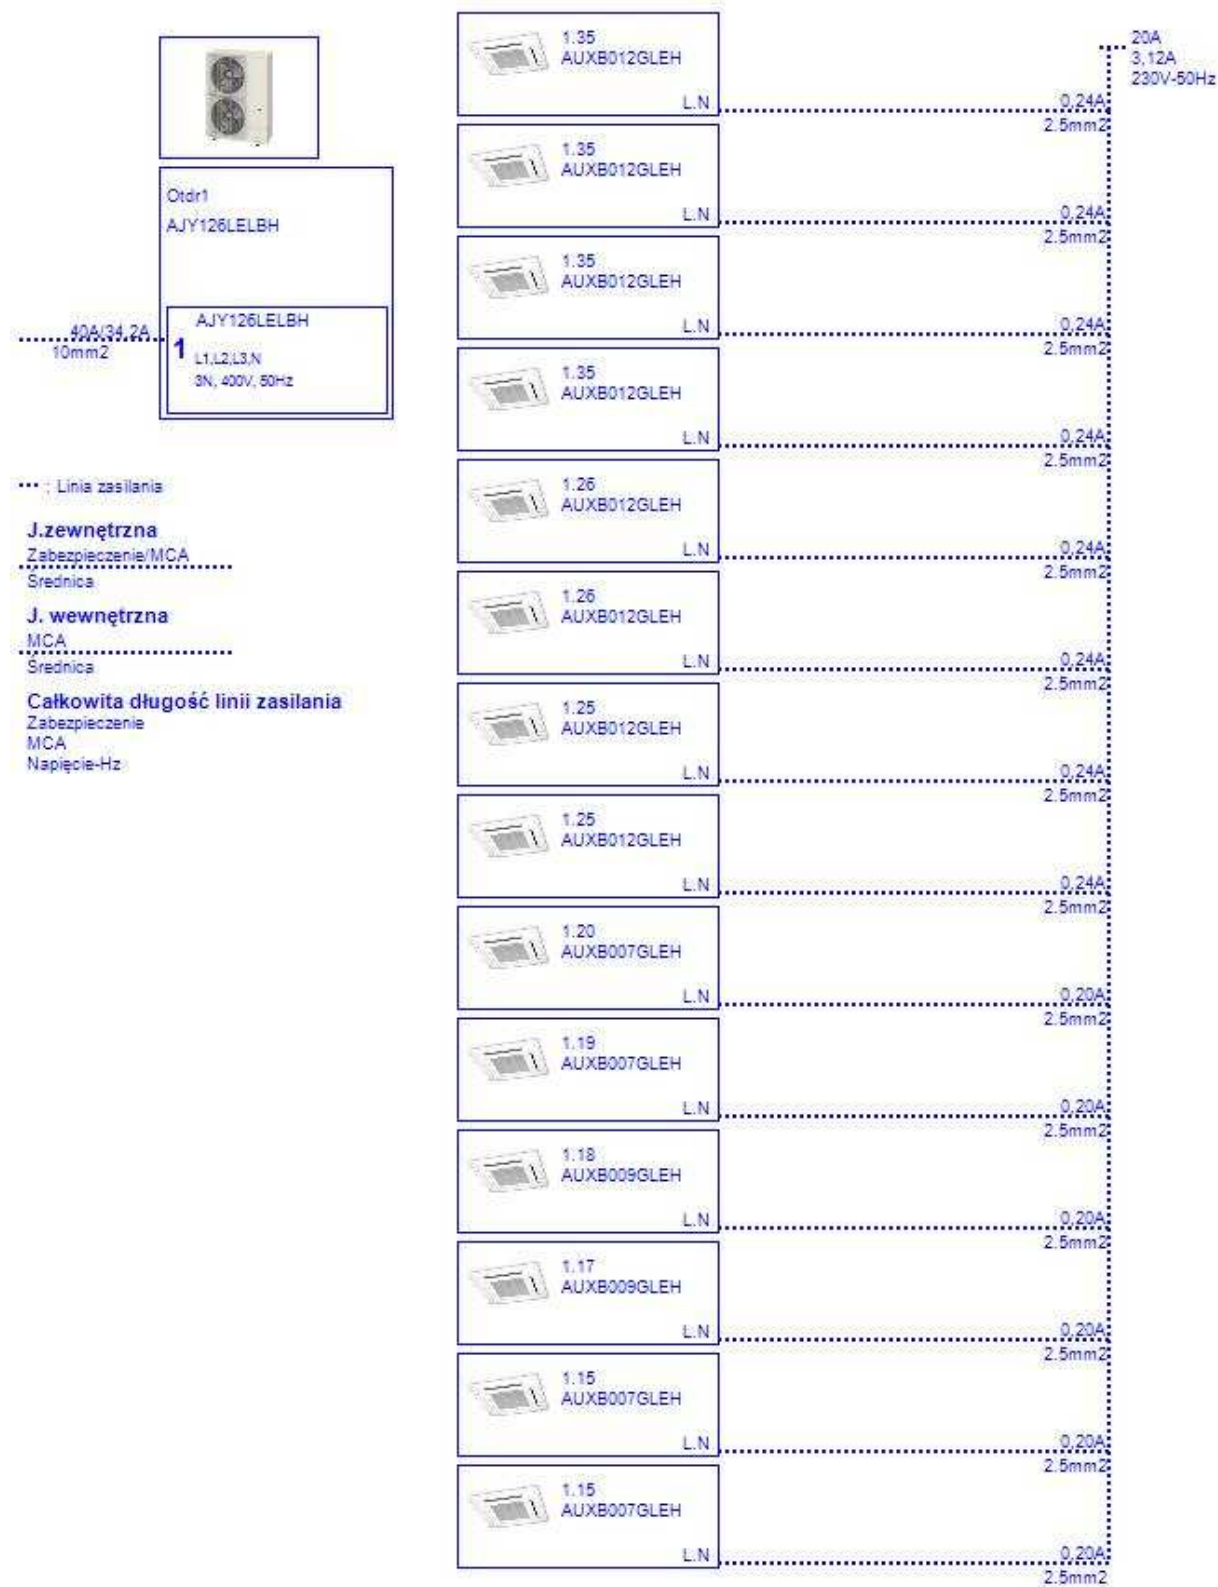 Otdr1
AJY126LELBH
40A/34.2A
10mm2
AJY126LELBH
1
L1,L2,L3,N
3N, 400V, 50Hz
: Linia zasilania
J.zewnętrzna
Zabezpieczenie/MCA
Średnica
J. wewnętrzna
MCA
Średnica
Całkowita długość linii zasilania
Zabezpieczenie
MCA
Napięcie-Hz
1.35
AUXB012GLEH
L.N
0,24A
2.5mm2
1.35
AUXB012GLEH
L.N
0,24A
2.5mm2
1.35
AUXB012GLEH
L.N
0,24A
2.5mm2
1.35
AUXB012GLEH
L.N
0,24A
2.5mm2
1.26
AUXB012GLEH
L.N
0,24A
2.5mm2
1.26
AUXB012GLEH
L.N
0,24A
2.5mm2
1.25
AUXB012GLEH
L.N
0,24A
2.5mm2
1.25
AUXB012GLEH
L.N
0,24A
2.5mm2
1.20
AUXB007GLEH
L.N
0,20A
2.5mm2
1.19
AUXB007GLEH
L.N
0,20A
2.5mm2
1.18
AUXB009GLEH
L.N
0,20A
2.5mm2
1.17
AUXB009GLEH
L.N
0,20A
2.5mm2
1.15
AUXB007GLEH
L.N
0,20A
2.5mm2
1.15
AUXB007GLEH
L.N
0,20A
2.5mm2
20A
3,12A
230V-50Hz